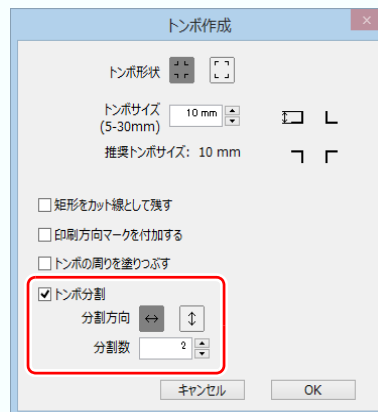 トンボ作成
トンボ形状
トンボサイズ
(5-30mm)
10 mm
推奨トンボサイズ: 10 mm
矩形をカット線として残す
印刷方向マークを付加する
トンボの周りを塗りつぶす
トンボ分割
分割方向
分割数
2
キャンセル
OK